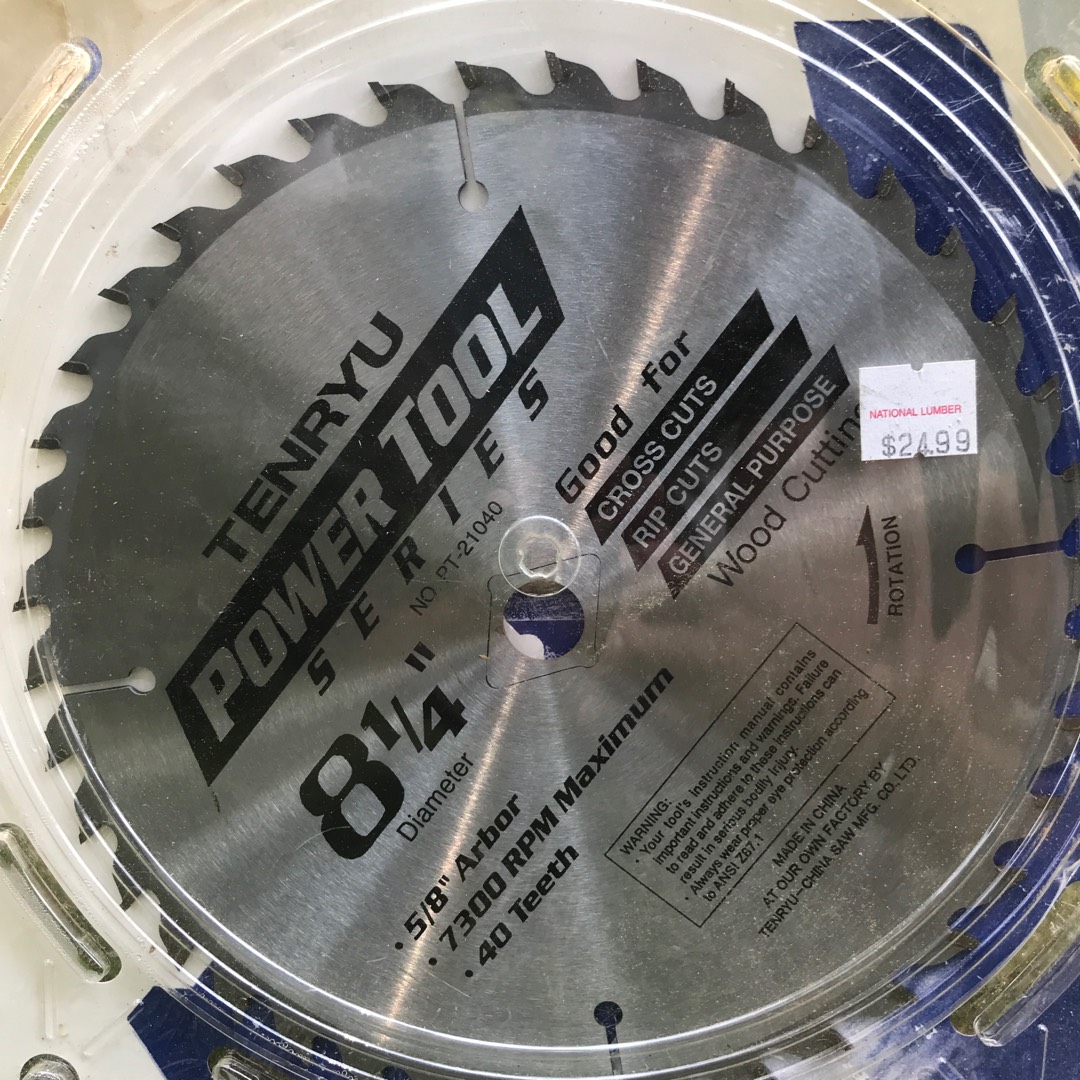 TENRYU
POWER TOOL
SERIES
NO. PT-21040
8 1/4"
Diameter
• 5/8" Arbor
• 7300 RPM Maximum
• 40 Teeth
Good for
CROSS CUTS
RIP CUTS
GENERAL PURPOSE
Wood Cutting
NATIONAL LUMBER
$24.99
ROTATION
WARNING:
• Your tool's instruction manual contains
important instructions and warnings. Failure
to read and adhere to these instructions can
result in serious bodily injury.
• Always wear proper eye protection according
to ANSI Z87.1
MADE IN CHINA
AT OUR OWN FACTORY BY
TENRYU-CHINA SAW MFG. CO. LTD.